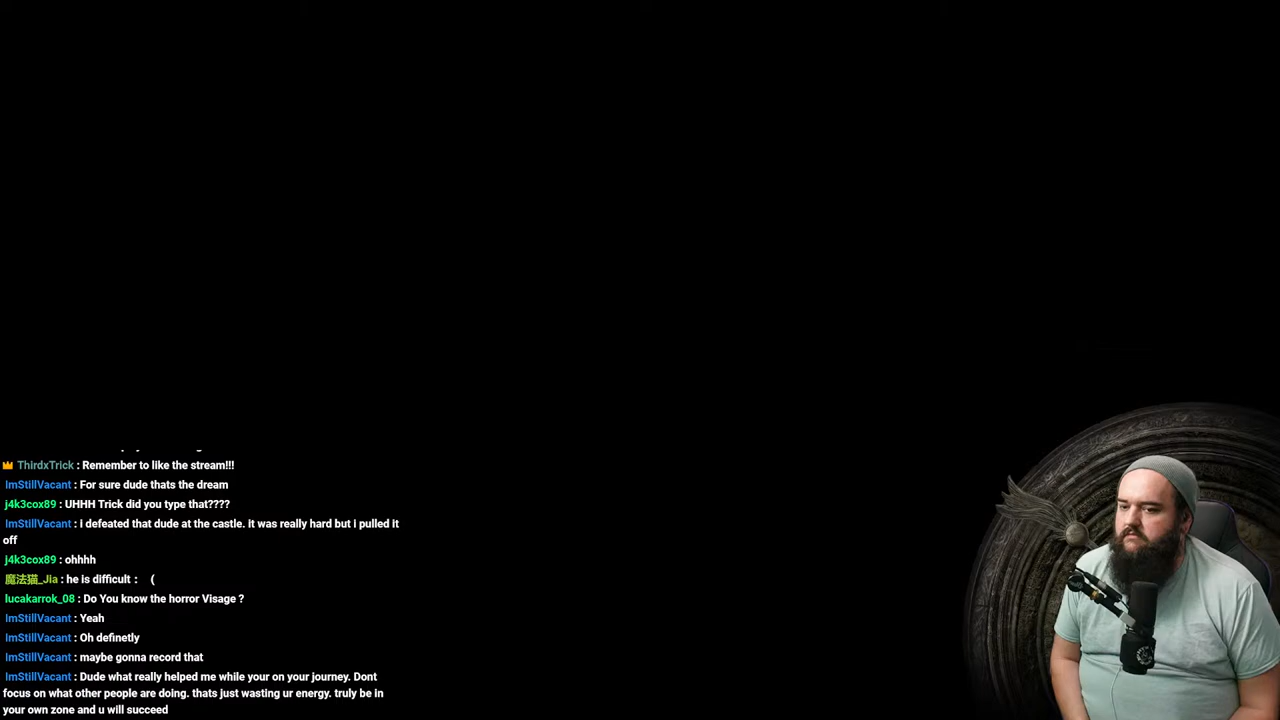 ThirdxTrick : Remember to like the stream!!!
ImStillVacant : For sure dude thats the dream
j4k3cox89 : UHHH Trick did you type that????
ImStillVacant : i defeated that dude at the castle. it was really hard but i pulled it
off
j4k3cox89 : ohhhh
魔法猫_Jia : he is difficult : (
lucakarrok_08 : Do You know the horror Visage ?
ImStillVacant : Yeah
ImStillVacant : Oh definetly
ImStillVacant : maybe gonna record that
ImStillVacant : Dude what really helped me while your on your journey. Dont
focus on what other people are doing. thats just wasting ur energy. truly be in
your own zone and u will succeed